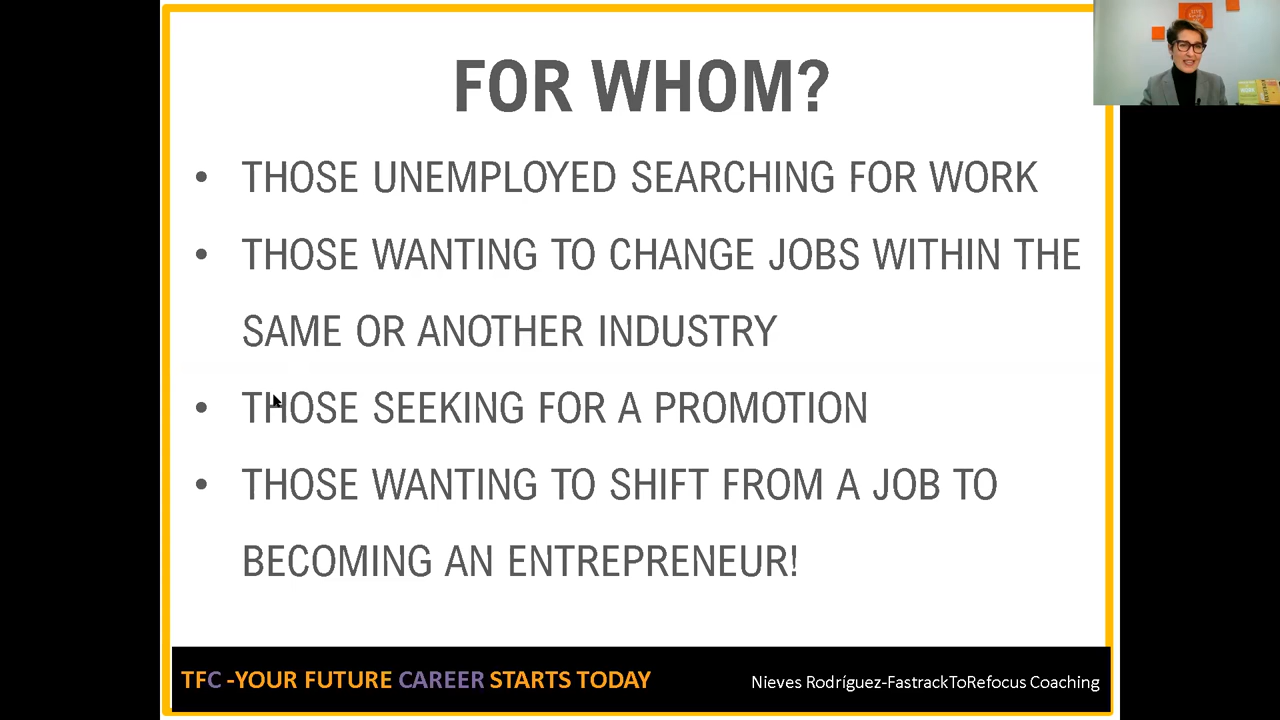 FOR WHOM?
• THOSE UNEMPLOYED SEARCHING FOR WORK
• THOSE WANTING TO CHANGE JOBS WITHIN THE
SAME OR ANOTHER INDUSTRY
• THOSE SEEKING FOR A PROMOTION
• THOSE WANTING TO SHIFT FROM A JOB TO
BECOMING AN ENTREPRENEUR!
TFC -YOUR FUTURE CAREER STARTS TODAY
Nieves Rodríguez-FastrackToRefocus Coaching